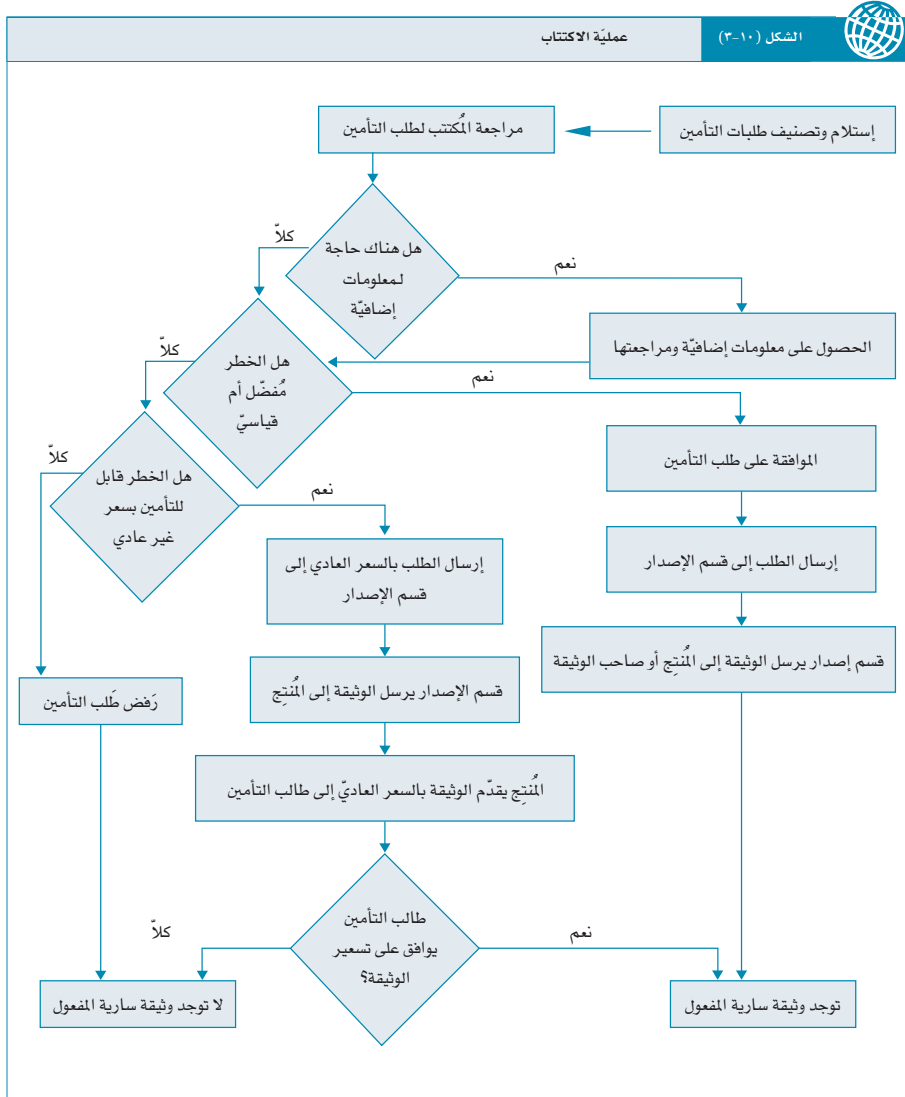 الشكل (١٠-٣)
عمليّة الاكتتاب
إستلام وتصنيف طلبات التأمين
مراجعة المُكتتب لطلب التأمين
هل هناك حاجة
لمعلومات
إضافيّة
كلاّ
نعم
الحصول على معلومات إضافيّة ومراجعتها
هل الخطر
مُفضّل أم
قياسيّ
كلاّ
نعم
الموافقة على طلب التأمين
هل الخطر قابل
للتأمين بسعر
غير عادي
كلاّ
نعم
إرسال الطلب إلى قسم الإصدار
إرسال الطلب بالسعر العادي إلى
قسم الإصدار
قسم إصدار يرسل الوثيقة إلى المُنتِج أو صاحب الوثيقة
قسم الإصدار يرسل الوثيقة إلى المُنتِج
رَفض طَلب التأمين
المُنتِج يقدّم الوثيقة بالسعر العاديّ إلى طالب التأمين
طالب التأمين
يوافق على تسعير
الوثيقة؟
نعم
كلاّ
توجد وثيقة سارية المفعول
لا توجد وثيقة سارية المفعول